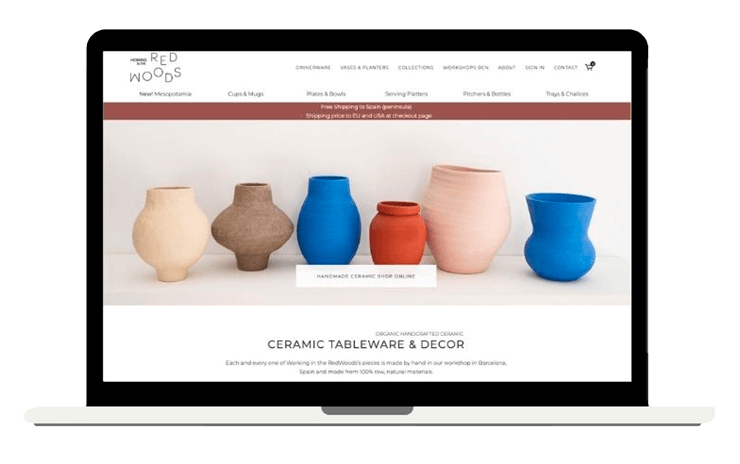 WORKING
IN THE
RED
WOODS
DINNERWARE VASES & PLANTERS COLLECTIONS WORKSHOPS BCN ABOUT SIGN IN CONTACT
New! Mesopotamia Cups & Mugs Plates & Bowls Serving Platters Pitchers & Bottles Trays & Chalices
Free Shipping to Spain (peninsula)
Shipping price to EU and USA at checkout page
HANDMADE CERAMIC SHOP ONLINE
ORGANIC HANDCRAFTED CERAMIC
CERAMIC TABLEWARE & DECOR
Each and every one of Working in the RedWoods's pieces is made by hand in our workshop in Barcelona,
Spain and made from 100% raw, natural materials.